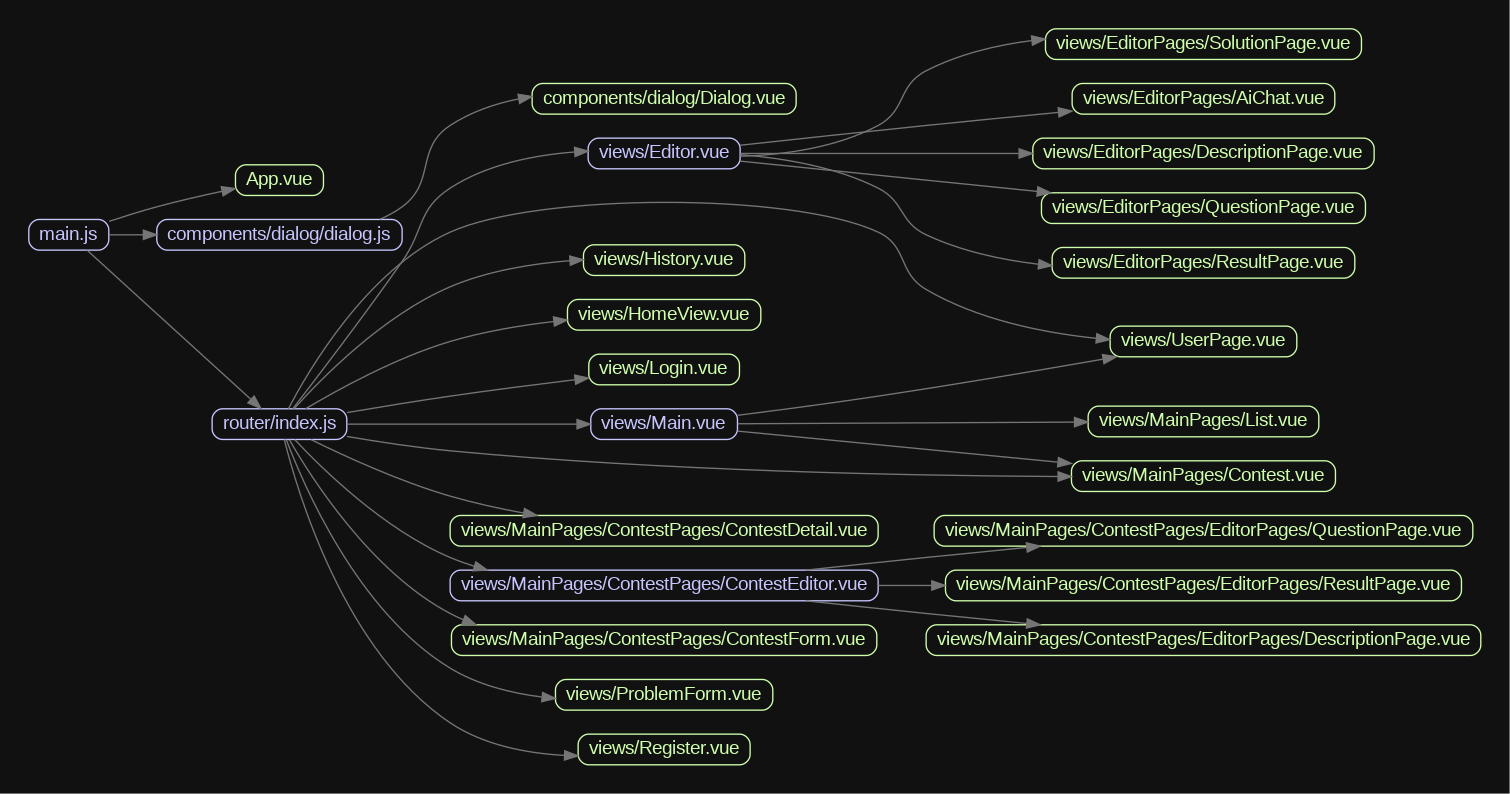 views/EditorPages/SolutionPage.vue
components/dialog/Dialog.vue
views/EditorPages/AiChat.vue
views/Editor.vue
views/EditorPages/DescriptionPage.vue
App.vue
views/EditorPages/QuestionPage.vue
main.js
components/dialog/dialog.js
views/History.vue
views/EditorPages/ResultPage.vue
views/HomeView.vue
views/UserPage.vue
views/Login.vue
router/index.js
views/Main.vue
views/MainPages/List.vue
views/MainPages/Contest.vue
views/MainPages/ContestPages/ContestDetail.vue
views/MainPages/ContestPages/EditorPages/QuestionPage.vue
views/MainPages/ContestPages/ContestEditor.vue
views/MainPages/ContestPages/EditorPages/ResultPage.vue
views/MainPages/ContestPages/ContestForm.vue
views/MainPages/ContestPages/EditorPages/DescriptionPage.vue
views/ProblemForm.vue
views/Register.vue